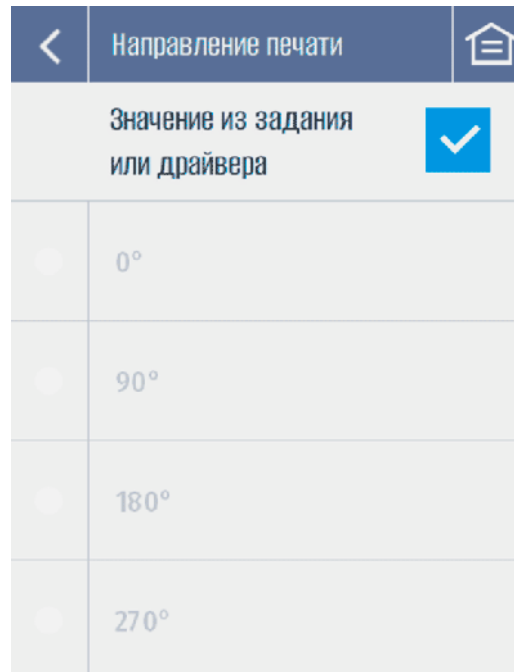 Направление печати
Значение из задания
или драйвера
0°
90°
180°
270°